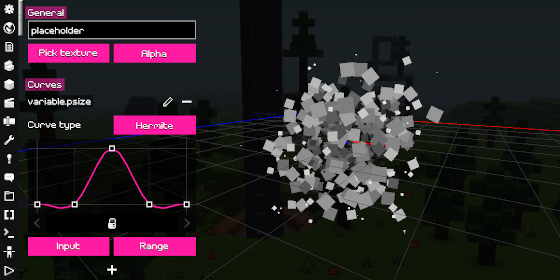 General
placeholder
Pick texture
Alpha
Curves
variable.psize
Curve type
Hermite
Input
Range